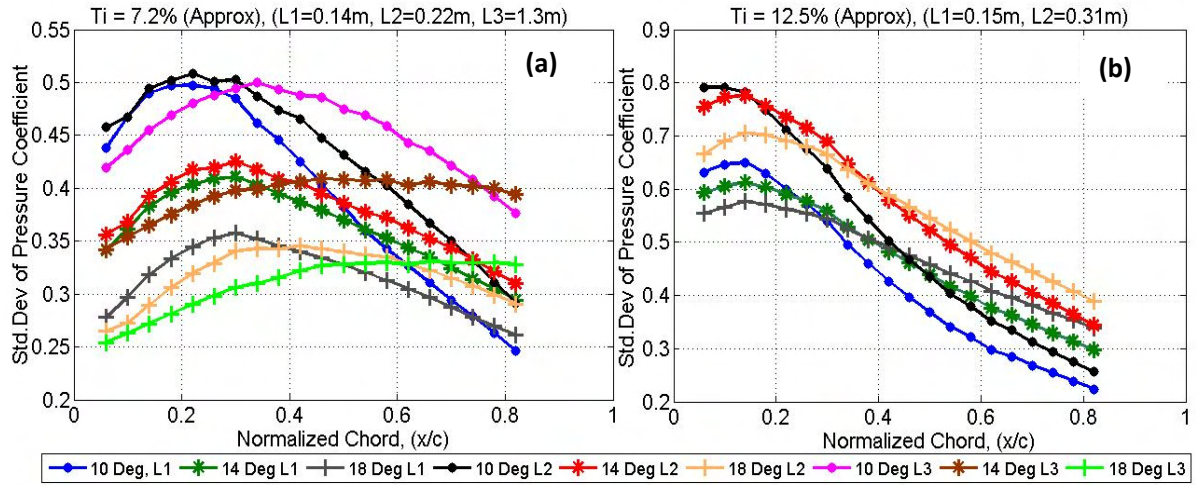 Ti = 7.2% (Approx), (L1=0.14m, L2=0.22m, L3=1.3m)
(a)
Std.Dev of Pressure Coefficient
0.55
0.5
0.45
0.4
0.35
0.3
0.25
0.2
0
0.2
0.4
0.6
0.8
1
Normalized Chord, (x/c)
Ti = 12.5% (Approx), (L1=0.15m, L2=0.31m)
(b)
Std.Dev of Pressure Coefficient
0.9
0.8
0.7
0.6
0.5
0.4
0.3
0.2
0
0.2
0.4
0.6
0.8
1
Normalized Chord, (x/c)
10 Deg, L1
14 Deg L1
18 Deg L1
10 Deg L2
14 Deg L2
18 Deg L2
10 Deg L3
14 Deg L3
18 Deg L3